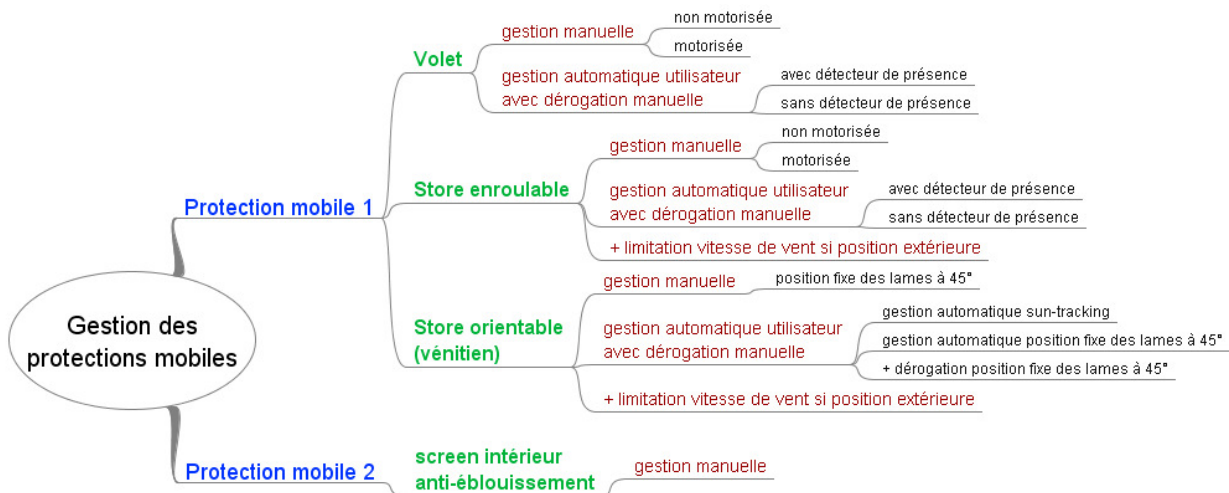 Gestion des
protections mobiles
Protection mobile 1
Volet
gestion manuelle
non motorisée
motorisée
gestion automatique utilisateur
avec dérogation manuelle
avec détecteur de présence
sans détecteur de présence
Store enroulable
gestion manuelle
non motorisée
motorisée
gestion automatique utilisateur
avec dérogation manuelle
avec détecteur de présence
sans détecteur de présence
+ limitation vitesse de vent si position extérieure
Store orientable
(vénitien)
gestion manuelle
position fixe des lames à 45°
gestion automatique utilisateur
avec dérogation manuelle
gestion automatique sun-tracking
gestion automatique position fixe des lames à 45°
+ dérogation position fixe des lames à 45°
+ limitation vitesse de vent si position extérieure
Protection mobile 2
screen intérieur
anti-éblouissement
gestion manuelle